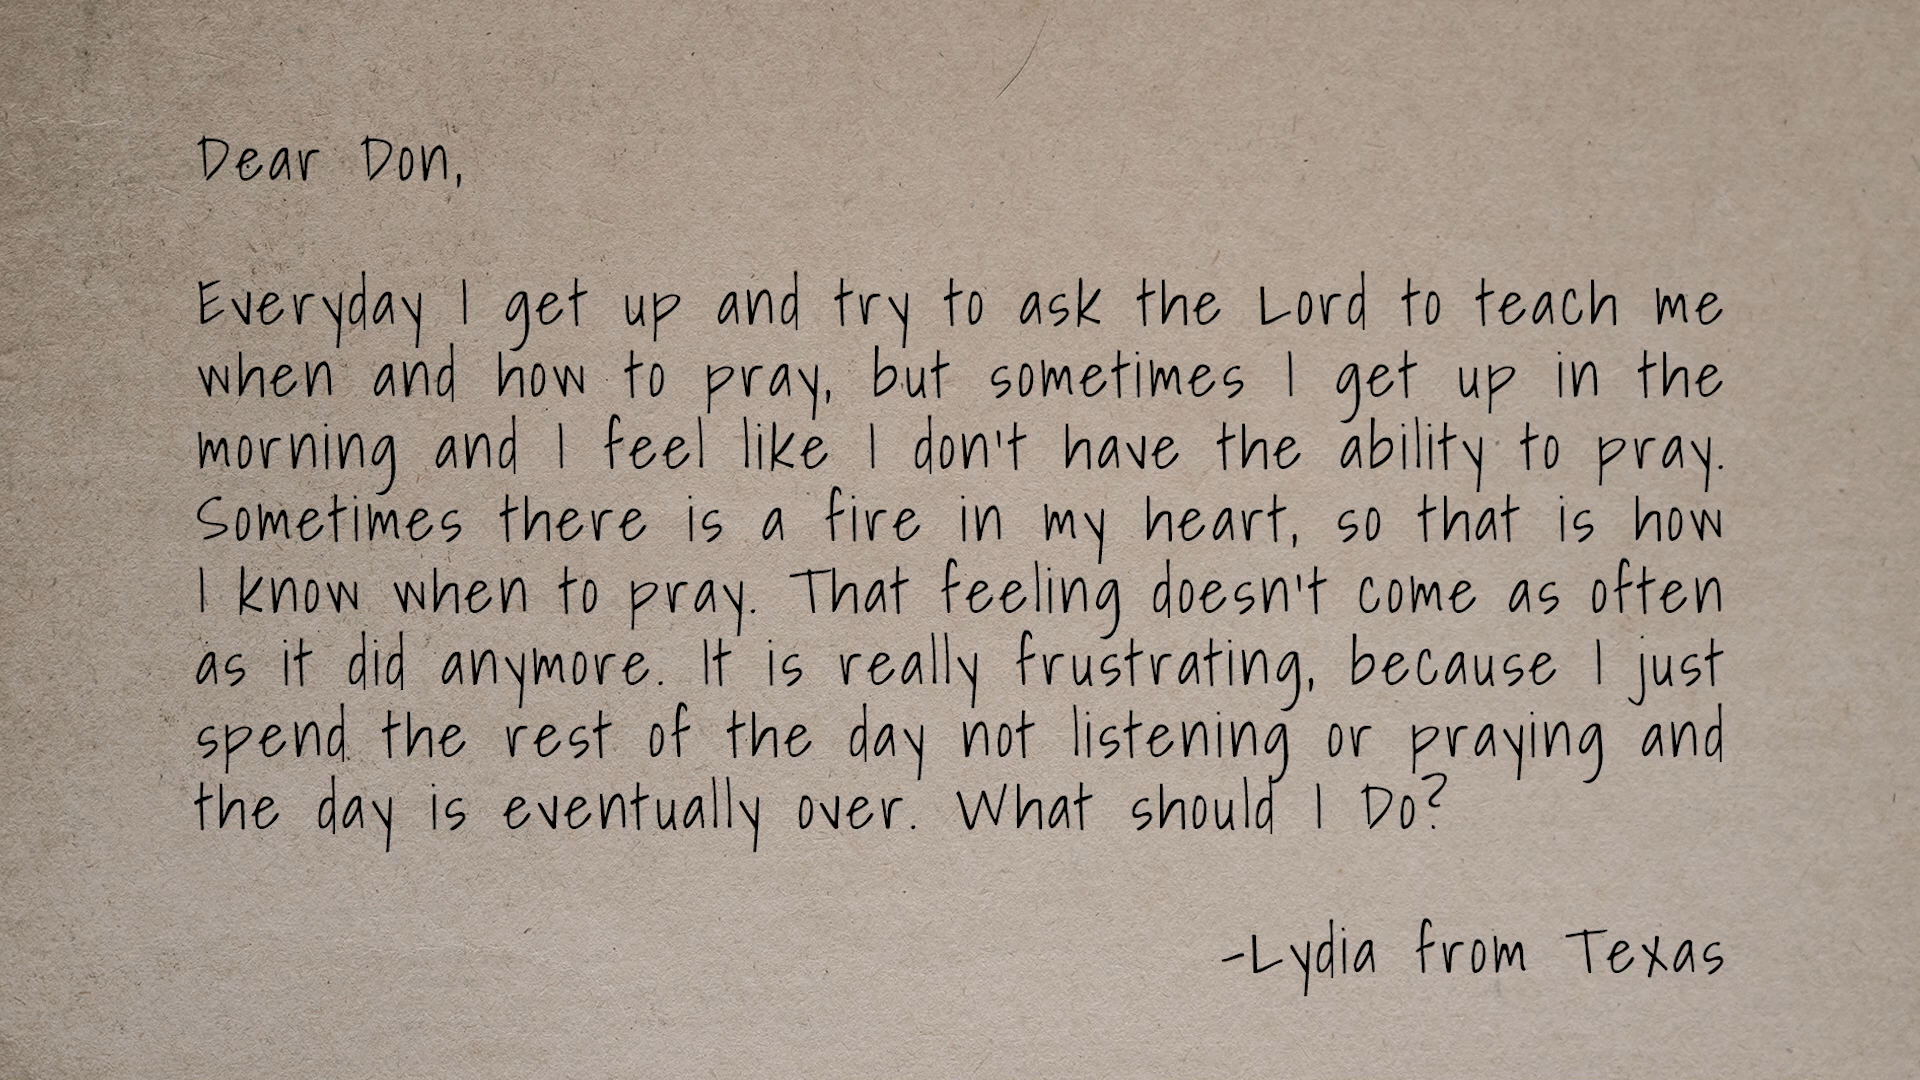 Dear Don,
Everyday I get up and try to ask the Lord to teach me
when and how to pray, but sometimes I get up in the
morning and I feel like I don't have the ability to pray.
Sometimes there is a fire in my heart, so that is how
I know when to pray. That feeling doesn't come as often
as it did anymore. It is really frustrating, because I just
spend the rest of the day not listening or praying and
the day is eventually over. What should I Do?
-Lydia from Texas